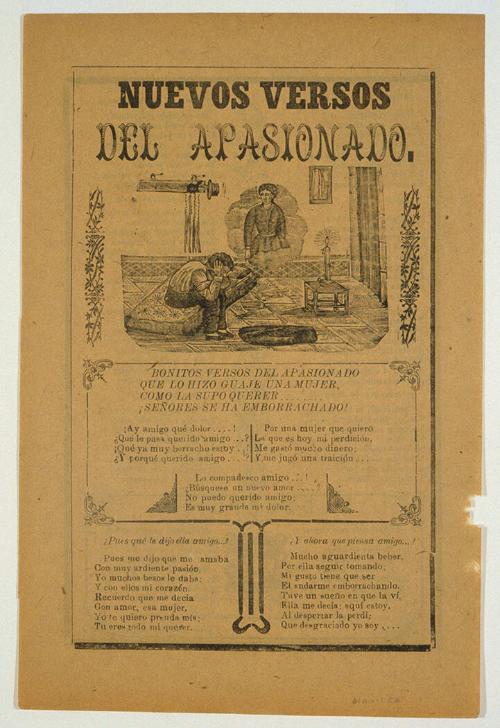 NUEVOS VERSOS
DEL APASIONADO.
BONITOS VERSOS DEL APASIONADO
QUE LO HIZO GUAJE UNA MUJER,
COMO LA SUPO QUERER........
¡SEÑORES SE HA EMBORRACHADO!
¡Ay amigo qué dolor....!
¿Qué le pasa querido amigo...?
¡Qué ya muy borracho estoy...!
¿Y porqué querido amigo....?
Por una mujer que quiero
La que es hoy mi perdición,
Me gastó mucho dinero;
Y me jugó una traición....
Lo compadesco amigo...!
¿Búsquese un nuevo amor....?
No puedo querido amigo;
Es muy grande mi dolor.
¡Pues qué le dijo ella amigo..?
Pues me dijo que me amaba
Con muy ardiente pasión.
Yo muchos besos le daba;
Y con ellos mi corazón.
Recuerdo que me decía
Con amor, esa mujer,
Yo te quiero prenda mía;
Tu eres todo mi querer.
¿Y ahora que piensa amigo...?
Mucho aguardiente beber,
Por ella seguir tomando;
Mi gusto tiene que ser
El andarme emborrachando.
Tuve un sueño en que la ví,
Ella me decía; aquí estoy,
Al despertar la perdí;
Que desgraciado yo soy....